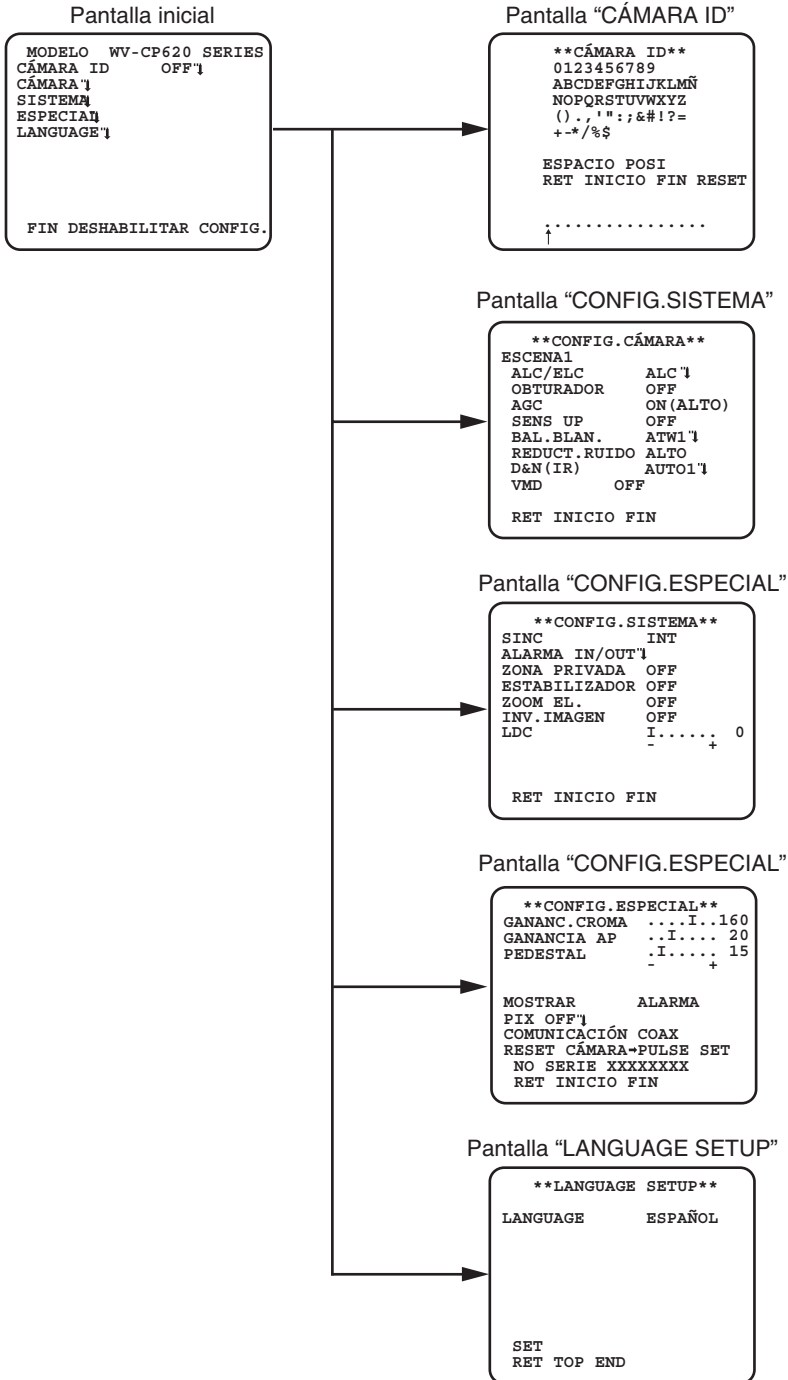 Pantalla inicial
MODELO WV-CP620 SERIES
CÁMARA ID OFF
CÁMARA
SISTEMA
ESPECIAL
LANGUAGE
FIN DESHABILITAR CONFIG.
Pantalla “CÁMARA ID”
**CÁMARA ID**
0123456789
ABCDEFGHIJKLMÑ
NOPQRSTUVWXYZ
().,'":;&#!?=
+-*/%$
ESPACIO POSI
RET INICIO FIN RESET
................
↑
Pantalla “CONFIG.SISTEMA”
**CONFIG.CÁMARA**
ESCENA1
ALC/ELC ALC
OBTURADOR OFF
AGC ON(ALTO)
SENS UP OFF
BAL.BLAN. ATW1
REDUCT.RUIDO ALTO
D&N(IR) AUTO1
VMD OFF
RET INICIO FIN
Pantalla “CONFIG.ESPECIAL”
**CONFIG.SISTEMA**
SINC INT
ALARMA IN/OUT
ZONA PRIVADA OFF
ESTABILIZADOR OFF
ZOOM EL. OFF
INV.IMAGEN OFF
LDC I...... 0
- +
RET INICIO FIN
Pantalla “CONFIG.ESPECIAL”
**CONFIG.ESPECIAL**
GANANC.CROMA ....I..160
GANANCIA AP ..I.... 20
PEDESTAL .I..... 15
- +
MOSTRAR ALARMA
PIX OFF
COMUNICACIÓN COAX
RESET CÁMARA→PULSE SET
NO SERIE XXXXXXXX
RET INICIO FIN
Pantalla “LANGUAGE SETUP”
**LANGUAGE SETUP**
LANGUAGE ESPAÑOL
SET
RET TOP END